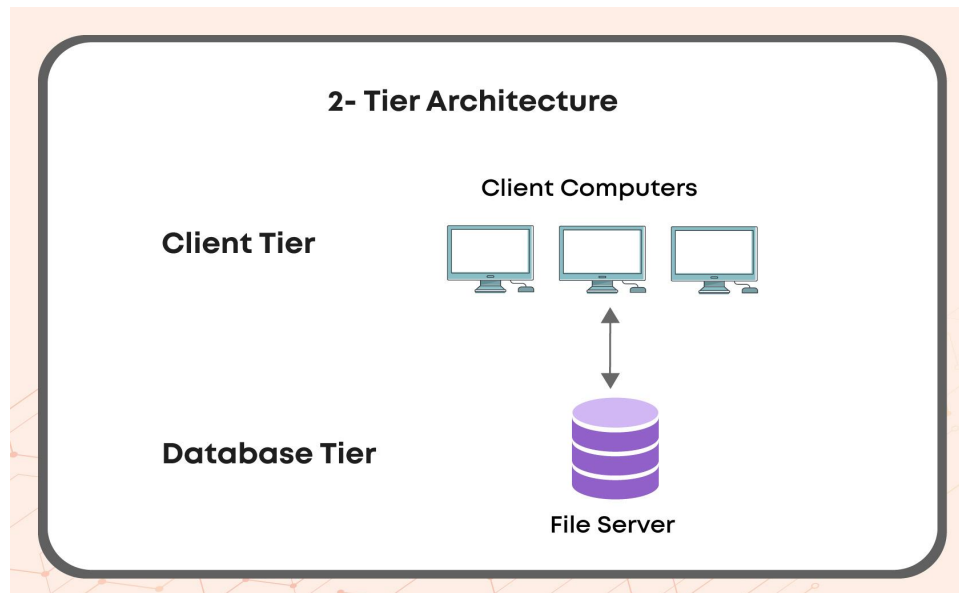 2- Tier Architecture
Client Computers
Client Tier
Database Tier
File Server